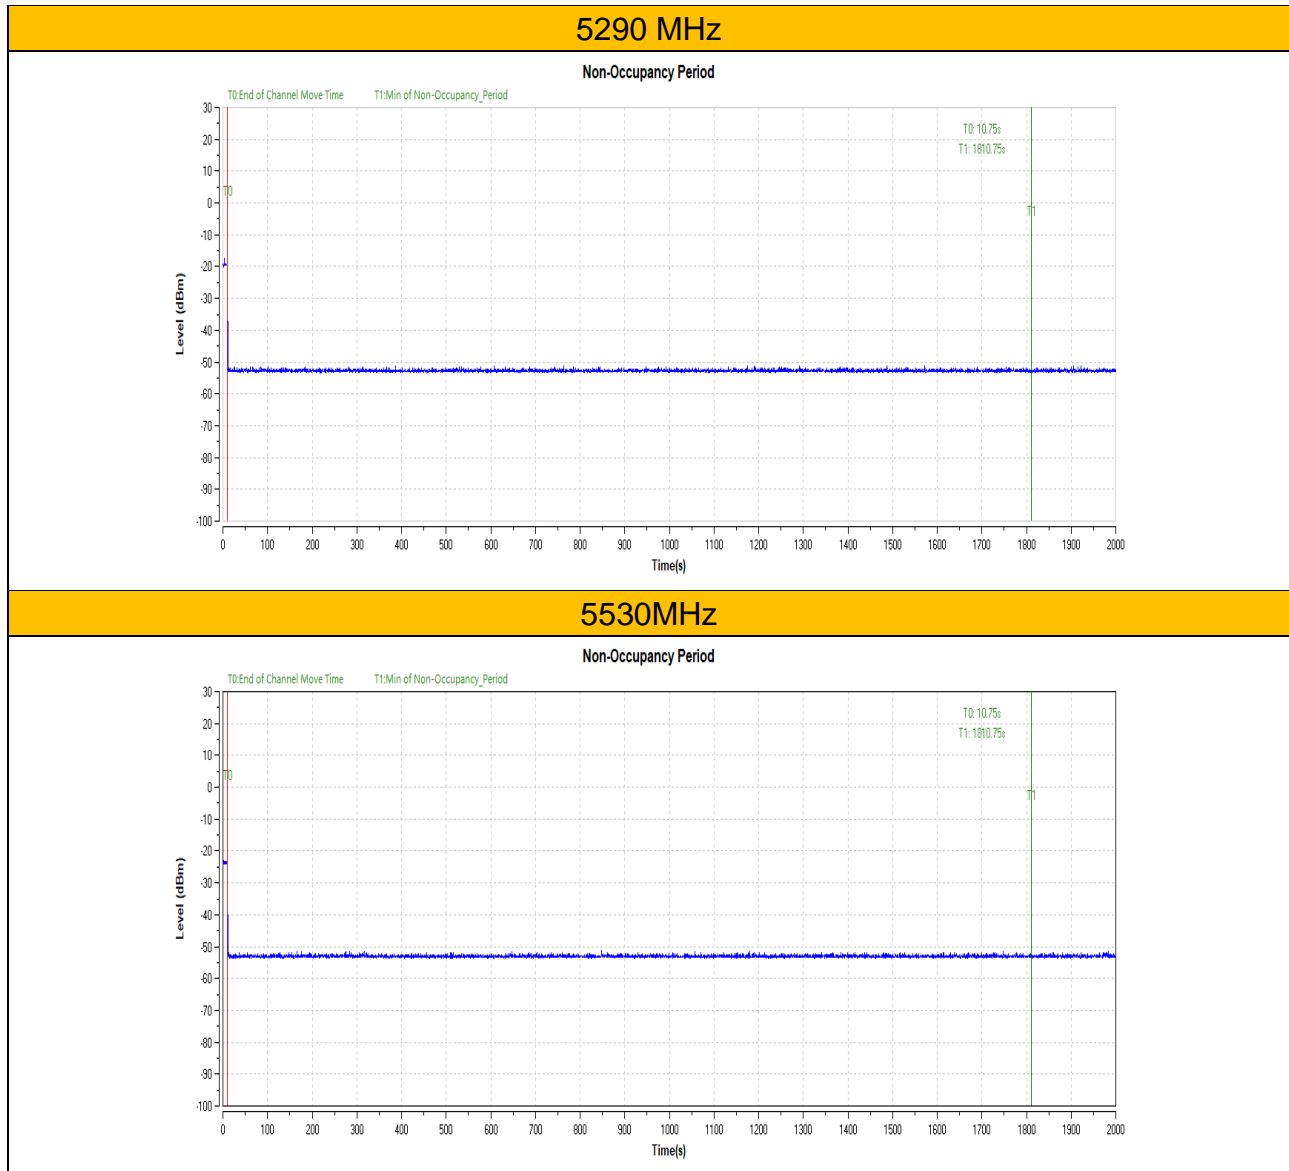 5290 MHz
Non-Occupancy Period
T0:End of Channel Move Time T1:Min of Non-Occupancy_Period
T0: 10.75s
T1: 1810.75s
30
20
10
T0
0
T1
-10
-20
-30
-40
-50
-60
-70
-80
-90
-100
Level (dBm)
0 100 200 300 400 500 600 700 800 900 1000 1100 1200 1300 1400 1500 1600 1700 1800 1900 2000
Time(s)
5530MHz
Non-Occupancy Period
T0:End of Channel Move Time T1:Min of Non-Occupancy_Period
T0: 10.75s
T1: 1810.75s
30
20
10
T0
0
T1
-10
-20
-30
-40
-50
-60
-70
-80
-90
-100
Level (dBm)
0 100 200 300 400 500 600 700 800 900 1000 1100 1200 1300 1400 1500 1600 1700 1800 1900 2000
Time(s)